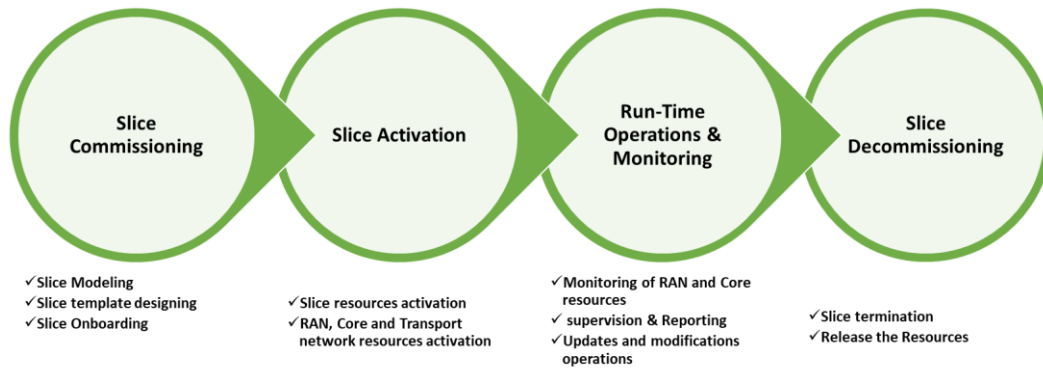 Slice
Commissioning
Slice Activation
Run-Time
Operations &
Monitoring
Slice
Decommissioning
✓Slice Modeling
✓Slice template designing
✓Slice Onboarding
✓Slice resources activation
✓RAN, Core and Transport
network resources activation
✓Monitoring of RAN and Core
resources
✓ supervision & Reporting
✓Updates and modifications
operations
✓Slice termination
✓Release the Resources